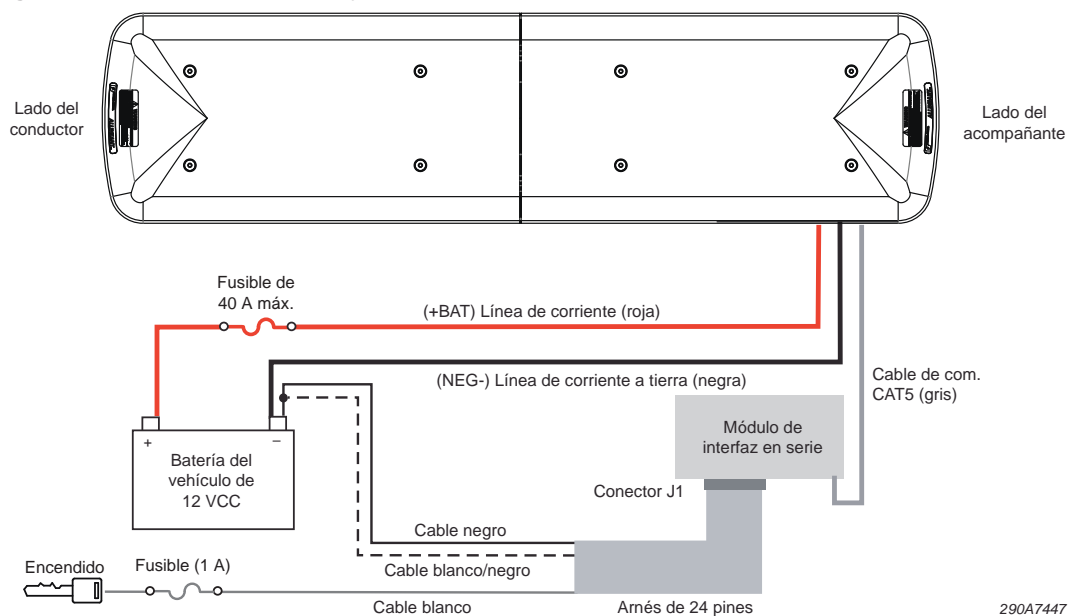 Lado del
conductor
Lado del
acompañante
Fusible de
40 A máx.
(+BAT) Línea de corriente (roja)
(NEG-) Línea de corriente a tierra (negra)
Cable de com.
CAT5 (gris)
Módulo de
interfaz en serie
+
–
Batería del
vehículo de
12 VCC
Conector J1
Cable negro
Encendido
Fusible (1 A)
Cable blanco/negro
Cable blanco
Arnés de 24 pines
290A7447